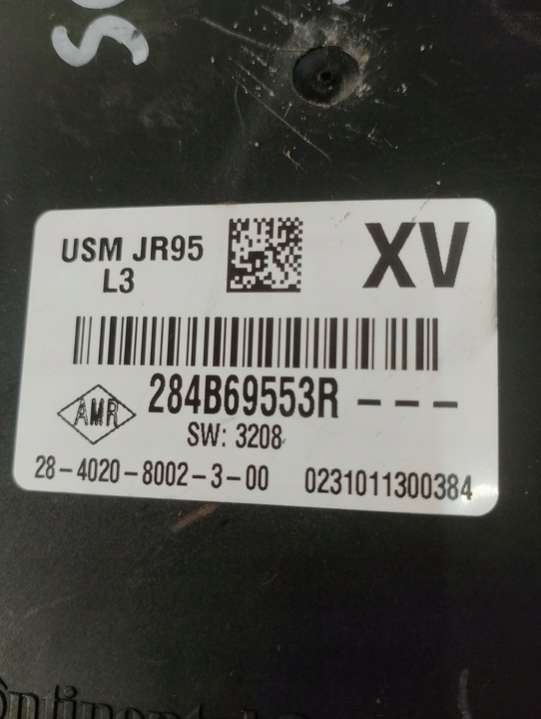 USM JR95
L3
XV
284B69553R ---
AMR
SW: 3208
28-4020-8002-3-00 0231011300384